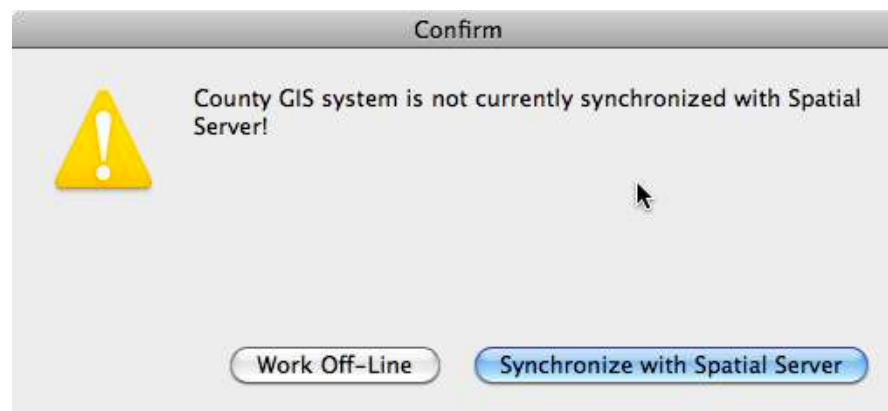 Confirm
County GIS system is not currently synchronized with Spatial
Server!
Work Off-Line
Synchronize with Spatial Server